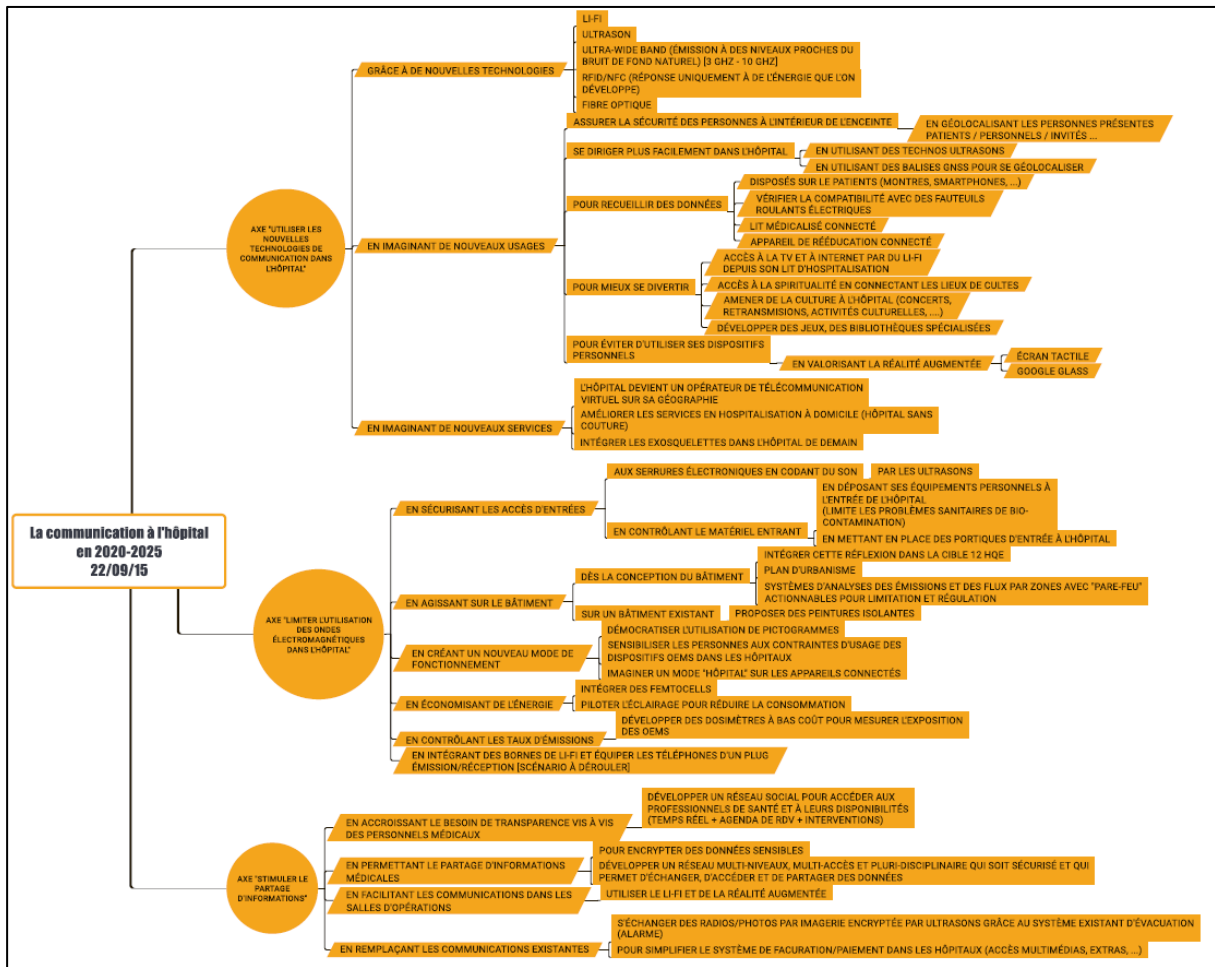 La communication à l'hôpital
en 2020-2025
22/09/15
AXE "UTILISER LES
NOUVELLES
TECHNOLOGIES DE
COMMUNICATION DANS
L'HÔPITAL"
GRÂCE À DE NOUVELLES TECHNOLOGIES
LI-FI
ULTRASON
ULTRA-WIDE BAND (ÉMISSION À DES NIVEAUX PROCHES DU
BRUIT DE FOND NATUREL) [3 GHZ - 10 GHZ]
RFID/NFC (RÉPONSE UNIQUEMENT À DE L'ÉNERGIE QUE L'ON
DÉVELOPPE)
FIBRE OPTIQUE
EN IMAGINANT DE NOUVEAUX USAGES
ASSURER LA SÉCURITÉ DES PERSONNES À L'INTÉRIEUR DE L'ENCEINTE
EN GÉOLOCALISANT LES PERSONNES PRÉSENTES
PATIENTS / PERSONNELS / INVITÉS ...
SE DIRIGER PLUS FACILEMENT DANS L'HÔPITAL
EN UTILISANT DES TECHNOS ULTRASONS
EN UTILISANT DES BALISES GNSS POUR SE GÉOLOCALISER
POUR RECUEILLIR DES DONNÉES
DISPOSÉS SUR LE PATIENTS (MONTRES, SMARTPHONES, ...)
VÉRIFIER LA COMPATIBILITÉ AVEC DES FAUTEUILS
ROULANTS ÉLECTRIQUES
LIT MÉDICALISÉ CONNECTÉ
APPAREIL DE RÉÉDUCATION CONNECTÉ
POUR MIEUX SE DIVERTIR
ACCÈS À LA TV ET À INTERNET PAR DU LI-FI
DEPUIS SON LIT D'HOSPITALISATION
ACCÈS À LA SPIRITUALITÉ EN CONNECTANT LES LIEUX DE CULTES
AMENER DE LA CULTURE À L'HÔPITAL (CONCERTS,
RETRANSMISIONS, ACTIVITÉS CULTURELLES, ....)
DÉVELOPPER DES JEUX, DES BIBLIOTHÈQUES SPÉCIALISÉES
POUR ÉVITER D'UTILISER SES DISPOSITIFS
PERSONNELS
EN VALORISANT LA RÉALITÉ AUGMENTÉE
ÉCRAN TACTILE
GOOGLE GLASS
EN IMAGINANT DE NOUVEAUX SERVICES
L'HÔPITAL DEVIENT UN OPÉRATEUR DE TÉLÉCOMMUNICATION
VIRTUEL SUR SA GÉOGRAPHIE
AMÉLIORER LES SERVICES EN HOSPITALISATION À DOMICILE (HÔPITAL SANS
COUTURE)
INTÉGRER LES EXOSQUELETTES DANS L'HÔPITAL DE DEMAIN
AXE "LIMITER L'UTILISATION
DES ONDES
ÉLECTROMAGNÉTIQUES
DANS L'HÔPITAL"
EN SÉCURISANT LES ACCÈS D'ENTRÉES
AUX SERRURES ÉLECTRONIQUES EN CODANT DU SON
PAR LES ULTRASONS
EN CONTRÔLANT LE MATÉRIEL ENTRANT
EN DÉPOSANT SES ÉQUIPEMENTS PERSONNELS À
L'ENTRÉE DE L'HÔPITAL
(LIMITE LES PROBLÈMES SANITAIRES DE BIO-
CONTAMINATION)
EN METTANT EN PLACE DES PORTIQUES D'ENTRÉE À L'HÔPITAL
EN AGISSANT SUR LE BÂTIMENT
DÈS LA CONCEPTION DU BÂTIMENT
INTÉGRER CETTE RÉFLEXION DANS LA CIBLE 12 HQE
PLAN D'URBANISME
SYSTÈMES D'ANALYSES DES ÉMISSIONS ET DES FLUX PAR ZONES AVEC "PARE-FEU"
ACTIONNABLES POUR LIMITATION ET RÉGULATION
SUR UN BÂTIMENT EXISTANT
PROPOSER DES PEINTURES ISOLANTES
EN CRÉANT UN NOUVEAU MODE DE
FONCTIONNEMENT
DÉMOCRATISER L'UTILISATION DE PICTOGRAMMES
SENSIBILISER LES PERSONNES AUX CONTRAINTES D'USAGE DES
DISPOSITIFS OEMS DANS LES HÔPITAUX
IMAGINER UN MODE "HÔPITAL" SUR LES APPAREILS CONNECTÉS
EN ÉCONOMISANT DE L'ÉNERGIE
INTÉGRER DES FEMTOCELLS
PILOTER L'ÉCLAIRAGE POUR RÉDUIRE LA CONSOMMATION
EN CONTRÔLANT LES TAUX D'ÉMISSIONS
DÉVELOPPER DES DOSIMÈTRES À BAS COÛT POUR MESURER L'EXPOSITION
DES OEMS
EN INTÉGRANT DES BORNES DE LI-FI ET ÉQUIPER LES TÉLÉPHONES D'UN PLUG
ÉMISSION/RÉCEPTION [SCÉNARIO À DÉROULER]
AXE "STIMULER LE
PARTAGE
D'INFORMATIONS"
EN ACCROISSANT LE BESOIN DE TRANSPARENCE VIS À VIS
DES PERSONNELS MÉDICAUX
DÉVELOPPER UN RÉSEAU SOCIAL POUR ACCÉDER AUX
PROFESSIONNELS DE SANTÉ ET À LEURS DISPONIBILITÉS
(TEMPS RÉEL + AGENDA DE RDV + INTERVENTIONS)
EN PERMETTANT LE PARTAGE D'INFORMATIONS
MÉDICALES
POUR ENCRYPTER DES DONNÉES SENSIBLES
DÉVELOPPER UN RÉSEAU MULTI-NIVEAUX, MULTI-ACCÈS ET PLURI-DISCIPLINAIRE QUI SOIT SÉCURISÉ ET QUI
PERMET D'ÉCHANGER, D'ACCÉDER ET DE PARTAGER DES DONNÉES
EN FACILITANT LES COMMUNICATIONS DANS LES
SALLES D'OPÉRATIONS
UTILISER LE LI-FI ET DE LA RÉALITÉ AUGMENTÉE
EN REMPLAÇANT LES COMMUNICATIONS EXISTANTES
S'ÉCHANGER DES RADIOS/PHOTOS PAR IMAGERIE ENCRYPTÉE PAR ULTRASONS GRÂCE AU SYSTÈME EXISTANT D'ÉVACUATION
(ALARME)
POUR SIMPLIFIER LE SYSTÈME DE FACURATION/PAIEMENT DANS LES HÔPITAUX (ACCÈS MULTIMÉDIAS, EXTRAS, ...)